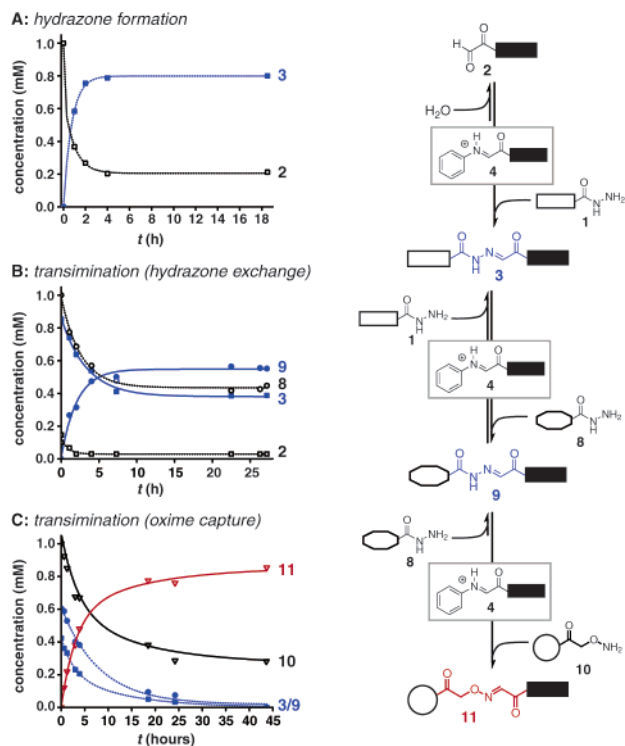 A: hydrazone formation
concentration (mM)
1.0
0.8
0.6
0.4
0.2
0.0
3
2
0 2 4 6 8 10 12 14 16 18
t (h)
B: transimination (hydrazone exchange)
concentration (mM)
1.0
0.8
0.6
0.4
0.2
0.0
9
8
3
2
0 5 10 15 20 25
t (h)
C: transimination (oxime capture)
concentration (mM)
1.0
0.8
0.6
0.4
0.2
0.0
11
10
3/9
0 5 10 15 20 25 30 35 40 45
t (hours)
O
H
O
2
H₂O
H
⊕
N
O
4
O
NH₂
N
H
1
O
N
N
H
O
3
O
NH₂
N
H
1
H
⊕
N
O
4
O
NH₂
N
H
8
O
N
N
H
O
9
O
NH₂
N
H
8
H
⊕
N
O
4
O
O
NH₂
10
O
O
N
O
11